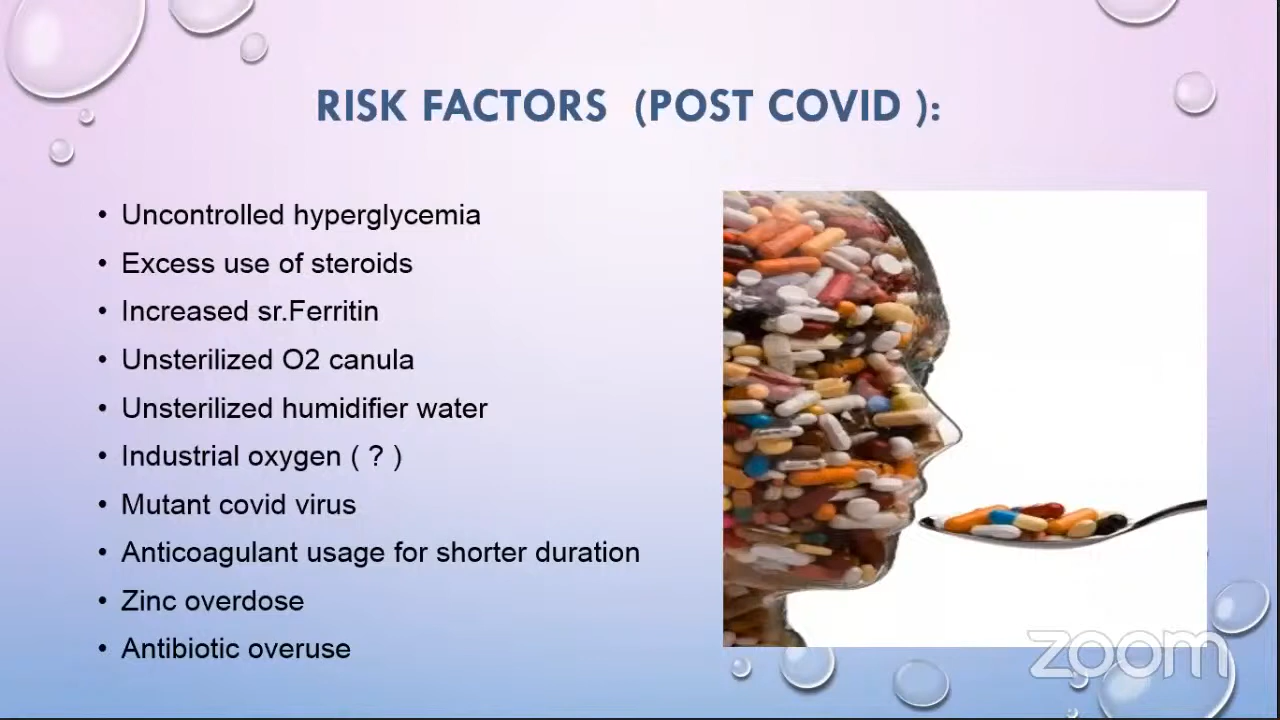 RISK FACTORS (POST COVID ):
• Uncontrolled hyperglycemia
• Excess use of steroids
• Increased sr.Ferritin
• Unsterilized O2 canula
• Unsterilized humidifier water
• Industrial oxygen ( ? )
• Mutant covid virus
• Anticoagulant usage for shorter duration
• Zinc overdose
• Antibiotic overuse
zoom